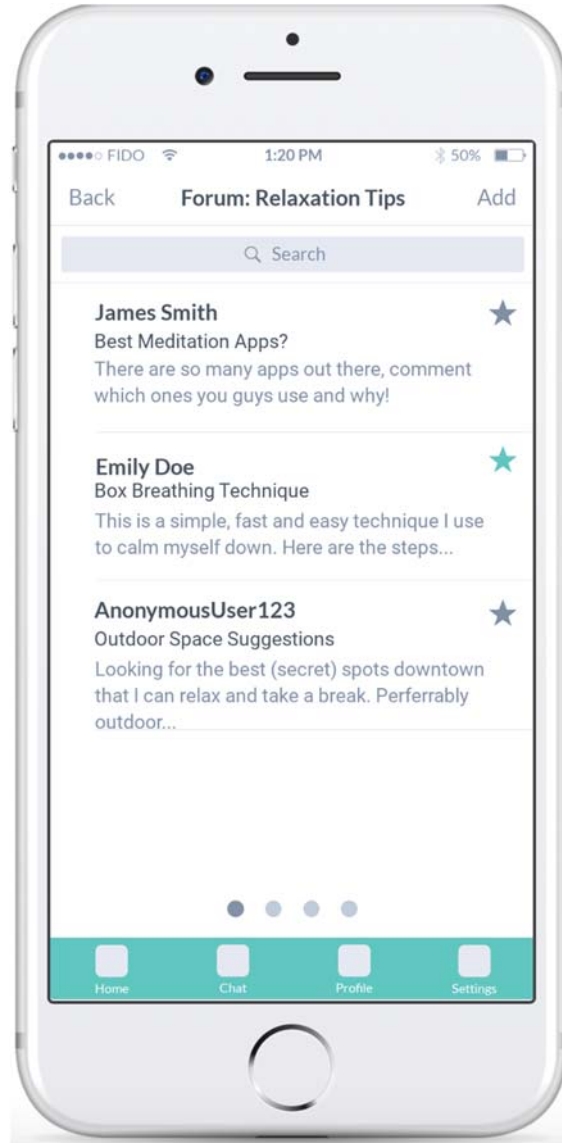 FIDO 1:20 PM 50%
Back Forum: Relaxation Tips Add
Search
James Smith
Best Meditation Apps?
There are so many apps out there, comment
which ones you guys use and why!
Emily Doe
Box Breathing Technique
This is a simple, fast and easy technique I use
to calm myself down. Here are the steps...
AnonymousUser123
Outdoor Space Suggestions
Looking for the best (secret) spots downtown
that I can relax and take a break. Perferrably
outdoor...
Home Chat Profile Settings